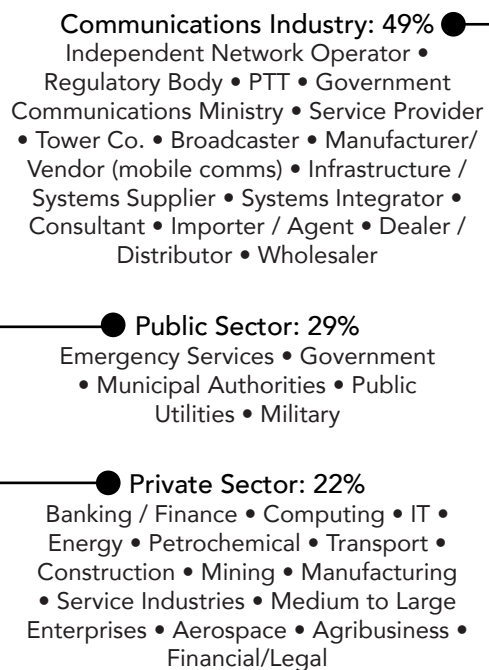 Communications Industry: 49%
Independent Network Operator •
Regulatory Body • PTT • Government
Communications Ministry • Service Provider
• Tower Co. • Broadcaster • Manufacturer/
Vendor (mobile comms) • Infrastructure /
Systems Supplier • Systems Integrator •
Consultant • Importer / Agent • Dealer /
Distributor • Wholesaler
Public Sector: 29%
Emergency Services • Government
• Municipal Authorities • Public
Utilities • Military
Private Sector: 22%
Banking / Finance • Computing • IT •
Energy • Petrochemical • Transport •
Construction • Mining • Manufacturing
• Service Industries • Medium to Large
Enterprises • Aerospace • Agribusiness •
Financial/Legal